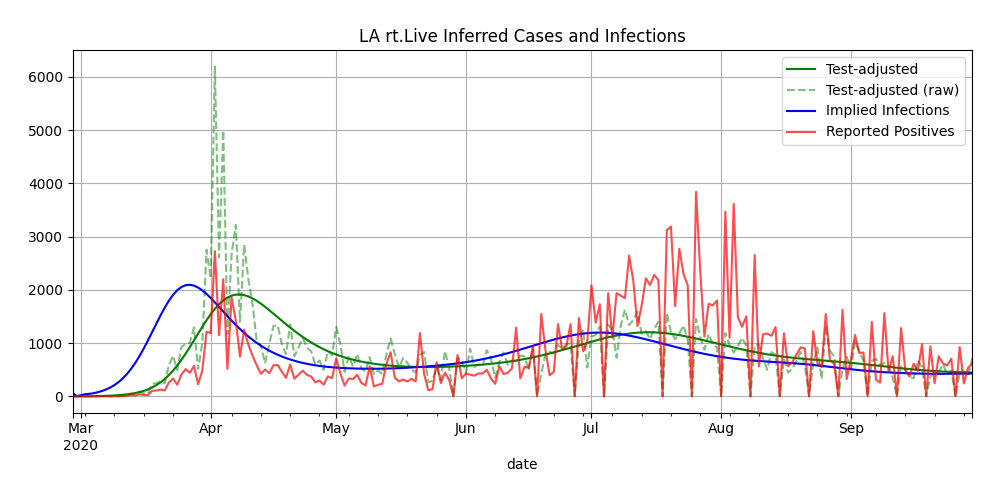 LA rt.Live Inferred Cases and Infections
Test-adjusted
Test-adjusted (raw)
Implied Infections
Reported Positives
6000
5000
4000
3000
2000
1000
0
Mar Apr May Jun Jul Aug Sep
2020
date